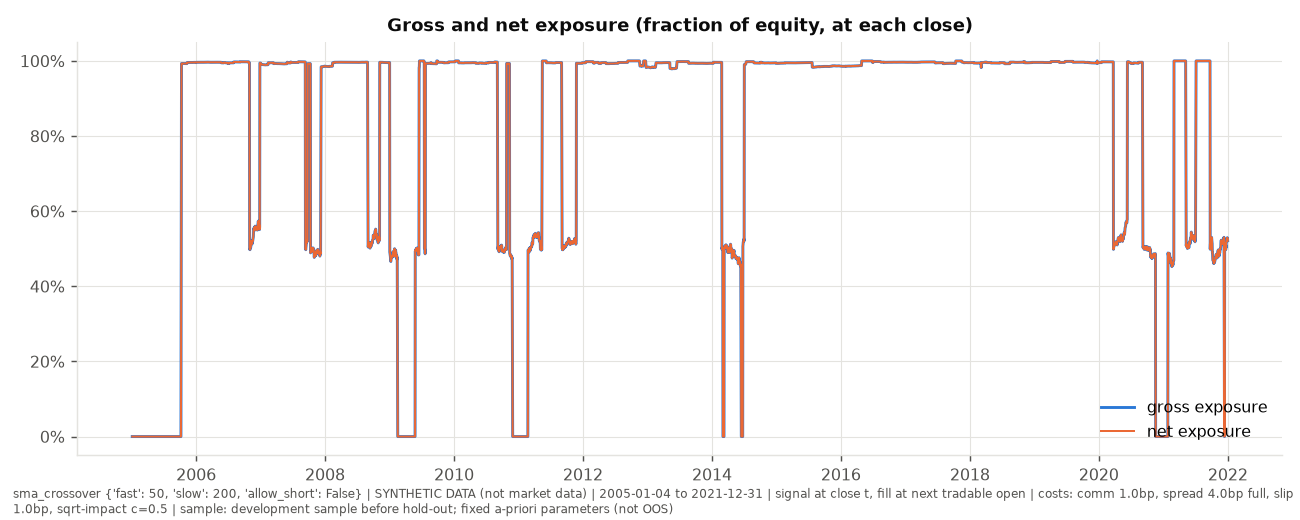 Gross and net exposure (fraction of equity, at each close)
100%
80%
60%
40%
20%
0%
gross exposure
net exposure
2006 2008 2010 2012 2014 2016 2018 2020 2022
sma_crossover {'fast': 50, 'slow': 200, 'allow_short': False} | SYNTHETIC DATA (not market data) | 2005-01-04 to 2021-12-31 | signal at close t, fill at next tradable open | costs: comm 1.0bp, spread 4.0bp full, slip
1.0bp, sqrt-impact c=0.5 | sample: development sample before hold-out; fixed a-priori parameters (not OOS)